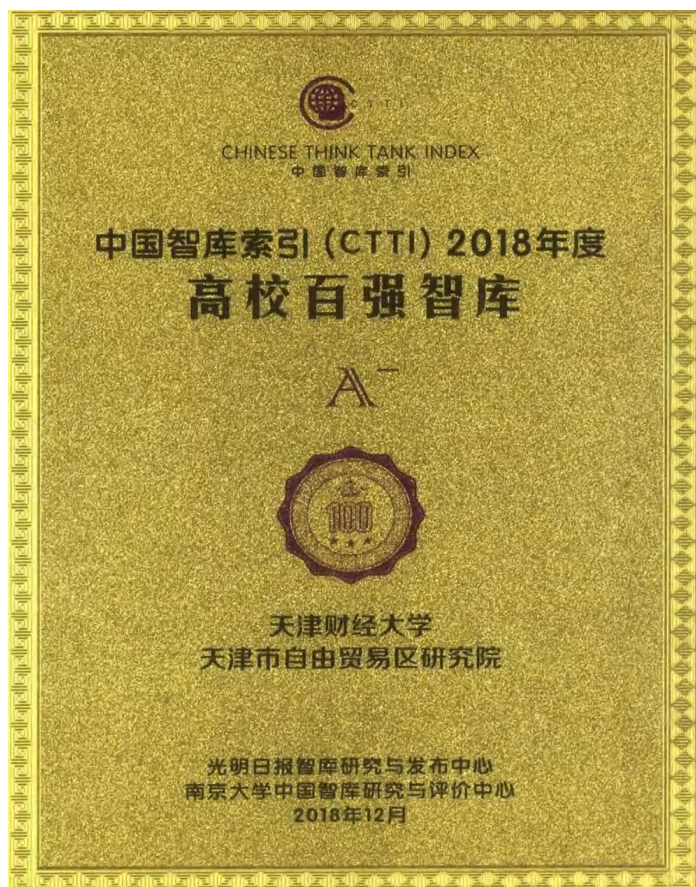 CTTI
CHINESE THINK TANK INDEX
中国智库索引
中国智库索引(CTTI)2018年度
高校百强智库
A-
100
天津财经大学
天津市自由贸易区研究院
光明日报智库研究与发布中心
南京大学中国智库研究与评价中心
2018年12月